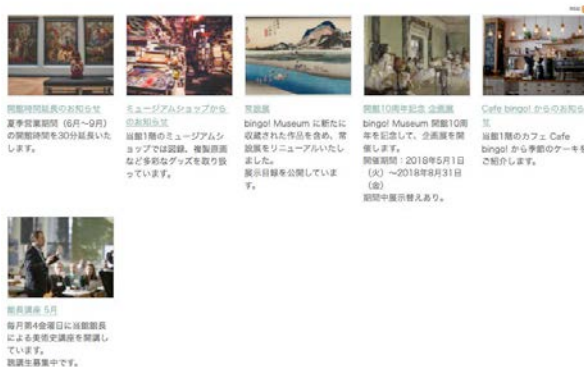 開館時間延長のお知らせ
夏季営業期間（6月〜9月）
の開館時間を30分延長いた
します。
ミュージアムショップから
のお知らせ
当館1階のミュージアムシ
ョップでは図録、複製原画
など多彩なグッズを取り扱
っています。
常設展
bingo! Museum に新たに
収蔵された作品を含め、常
設展をリニューアルいたし
ました。
展示目録を公開していま
す。
開館10周年記念 企画展
bingo! Museum 開館10周
年を記念して、企画展を開
催します。
開催期間：2018年5月1日
（火）〜2018年8月31日
（金）
期間中展示替えあり。
Cafe bingo! からのお知ら
せ
当館1階のカフェ Cafe
bingo! から季節のケーキを
ご紹介します。
館長講座 5月
毎月第4金曜日に当館館長
による美術史講座を開講し
ています。
聴講生募集中です。